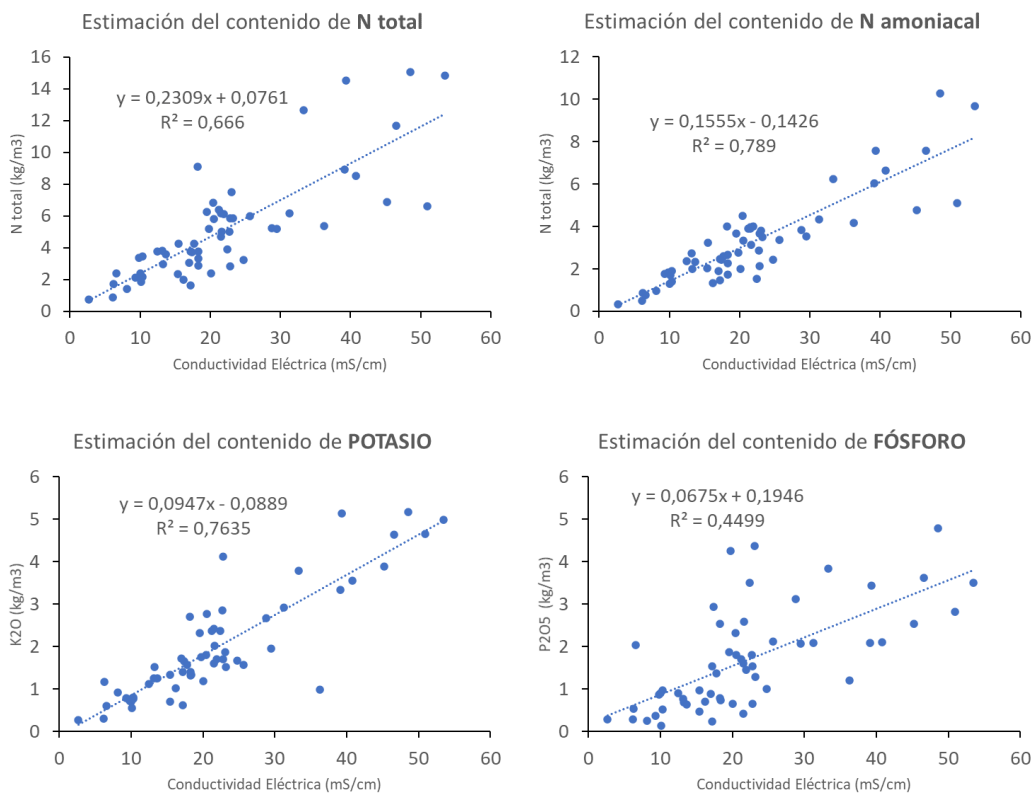 Estimación del contenido de N total
16
14
12
10
8
6
4
2
0
N total (kg/m3)
y = 0,2309x + 0,0761
R² = 0,666
0 10 20 30 40 50 60
Conductividad Eléctrica (mS/cm)
Estimación del contenido de N amoniacal
12
10
8
6
4
2
0
N total (kg/m3)
y = 0,1555x - 0,1426
R² = 0,789
0 10 20 30 40 50 60
Conductividad Eléctrica (mS/cm)
Estimación del contenido de POTASIO
6
5
4
3
2
1
0
K2O (kg/m3)
y = 0,0947x - 0,0889
R² = 0,7635
0 10 20 30 40 50 60
Conductividad Eléctrica (mS/cm)
Estimación del contenido de FÓSFORO
6
5
4
3
2
1
0
P2O5 (kg/m3)
y = 0,0675x + 0,1946
R² = 0,4499
0 10 20 30 40 50 60
Conductividad Eléctrica (mS/cm)